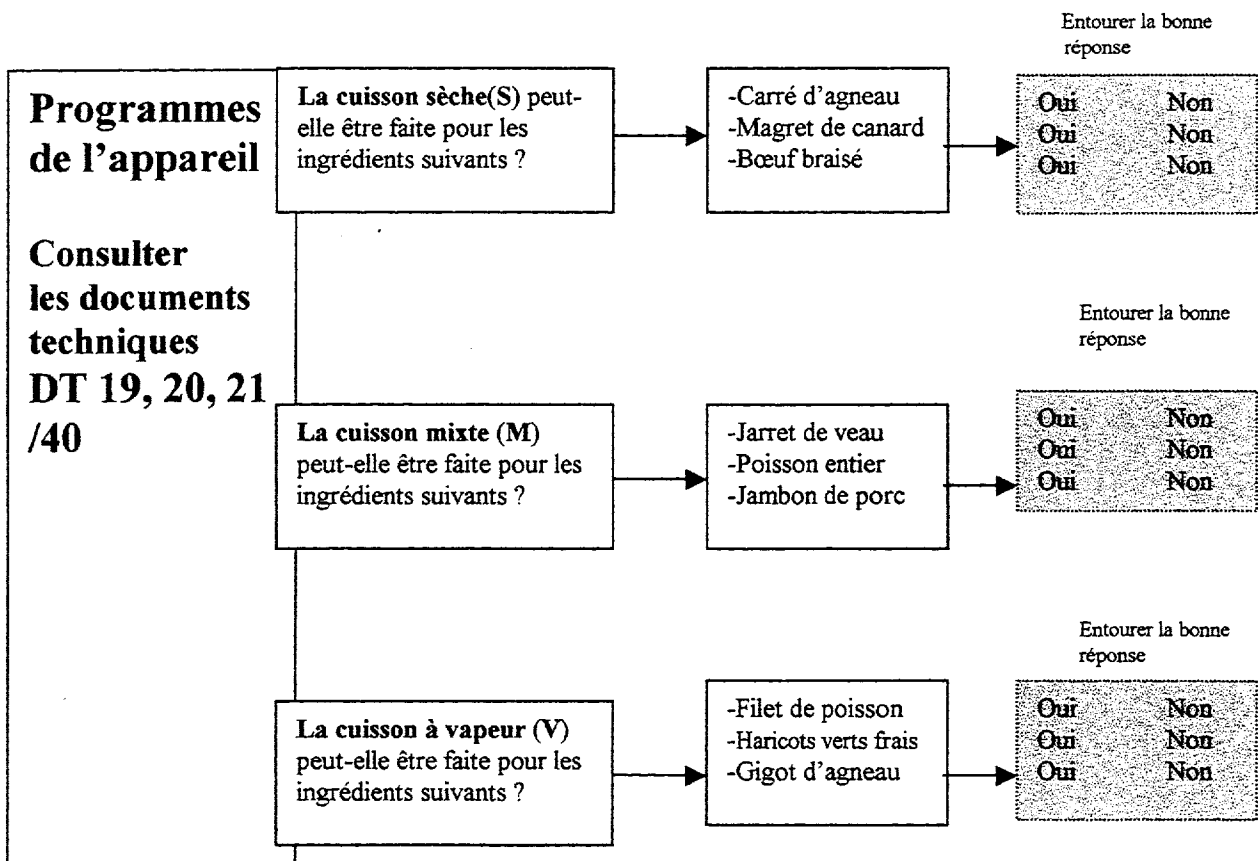 Programmes
de l'appareil
Consulter
les documents
techniques
DT 19, 20, 21
/40
La cuisson sèche(S) peut-
elle être faite pour les
ingrédients suivants ?
-Carré d'agneau
-Magret de canard
-Bœuf braisé
Entourer la bonne
réponse
Oui Non
Oui Non
Oui Non
La cuisson mixte (M)
peut-elle être faite pour les
ingrédients suivants ?
-Jarret de veau
-Poisson entier
-Jambon de porc
Entourer la bonne
réponse
Oui Non
Oui Non
Oui Non
La cuisson à vapeur (V)
peut-elle être faite pour les
ingrédients suivants ?
-Filet de poisson
-Haricots verts frais
-Gigot d'agneau
Entourer la bonne
réponse
Oui Non
Oui Non
Oui Non